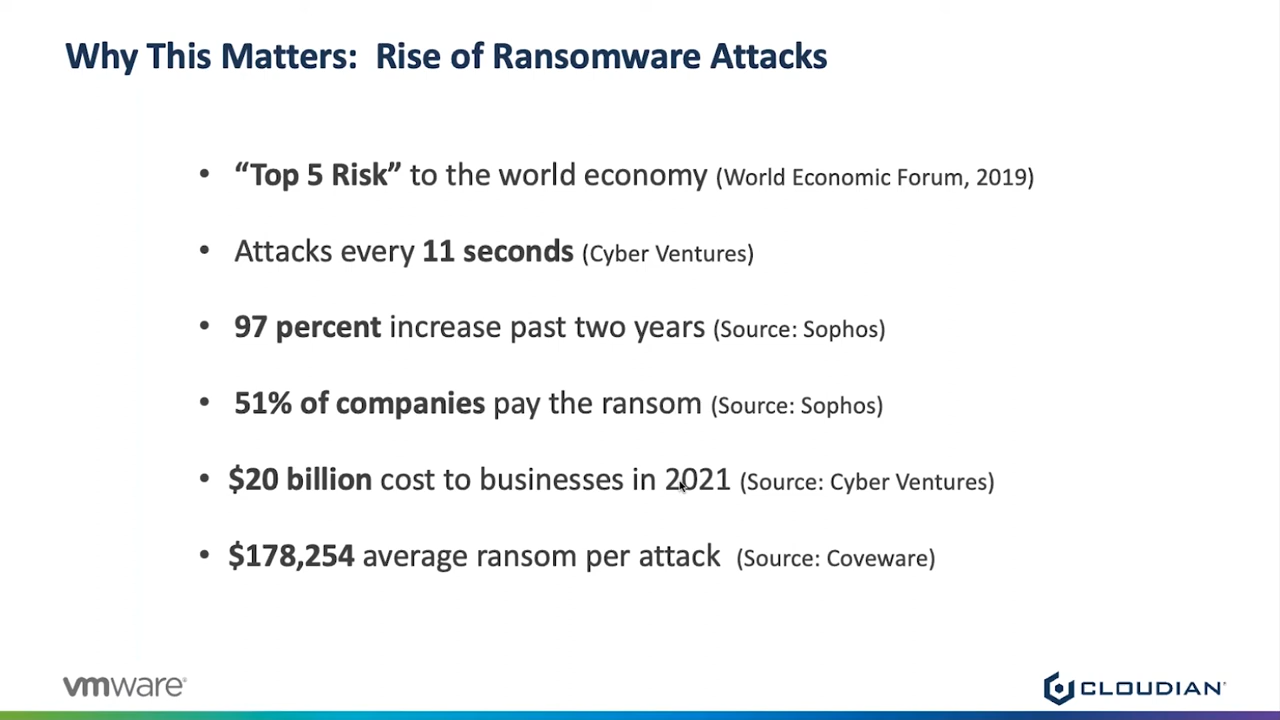 Why This Matters:  Rise of Ransomware Attacks
• “Top 5 Risk” to the world economy (World Economic Forum, 2019)
• Attacks every 11 seconds (Cyber Ventures)
• 97 percent increase past two years (Source: Sophos)
• 51% of companies pay the ransom (Source: Sophos)
• $20 billion cost to businesses in 2021 (Source: Cyber Ventures)
• $178,254 average ransom per attack  (Source: Coveware)
vmware®
CLOUDIAN®